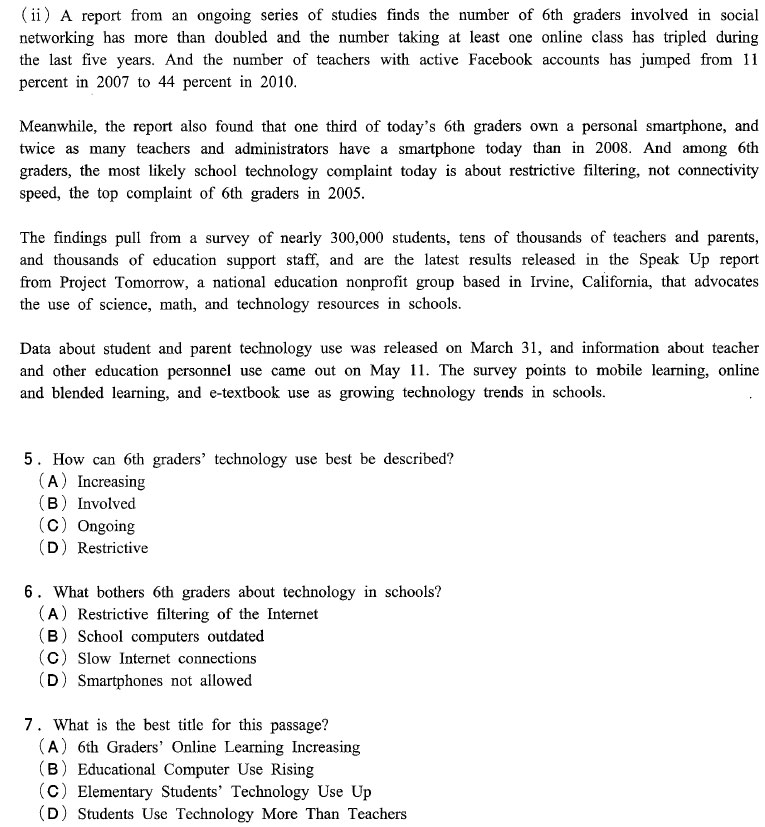 (ii) A report from an ongoing series of studies finds the number of 6th graders involved in social
networking has more than doubled and the number taking at least one online class has tripled during
the last five years. And the number of teachers with active Facebook accounts has jumped from 11
percent in 2007 to 44 percent in 2010.
Meanwhile, the report also found that one third of today's 6th graders own a personal smartphone, and
twice as many teachers and administrators have a smartphone today than in 2008. And among 6th
graders, the most likely school technology complaint today is about restrictive filtering, not connectivity
speed, the top complaint of 6th graders in 2005.
The findings pull from a survey of nearly 300,000 students, tens of thousands of teachers and parents,
and thousands of education support staff, and are the latest results released in the Speak Up report
from Project Tomorrow, a national education nonprofit group based in Irvine, California, that advocates
the use of science, math, and technology resources in schools.
Data about student and parent technology use was released on March 31, and information about teacher
and other education personnel use came out on May 11. The survey points to mobile learning, online
and blended learning, and e-textbook use as growing technology trends in schools.
5. How can 6th graders' technology use best be described?
(A) Increasing
(B) Involved
(C) Ongoing
(D) Restrictive
6. What bothers 6th graders about technology in schools?
(A) Restrictive filtering of the Internet
(B) School computers outdated
(C) Slow Internet connections
(D) Smartphones not allowed
7. What is the best title for this passage?
(A) 6th Graders' Online Learning Increasing
(B) Educational Computer Use Rising
(C) Elementary Students' Technology Use Up
(D) Students Use Technology More Than Teachers